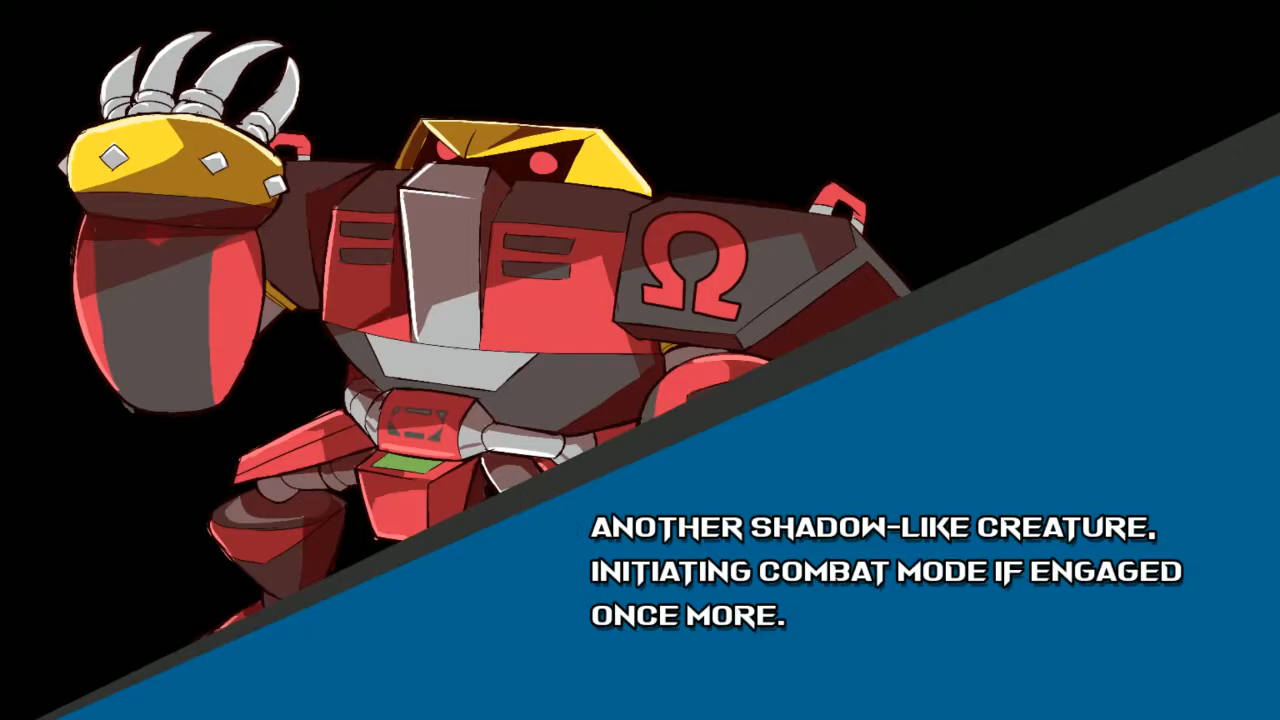 Ω
ANOTHER SHADOW-LIKE CREATURE.
INITIATING COMBAT MODE IF ENGAGED
ONCE MORE.